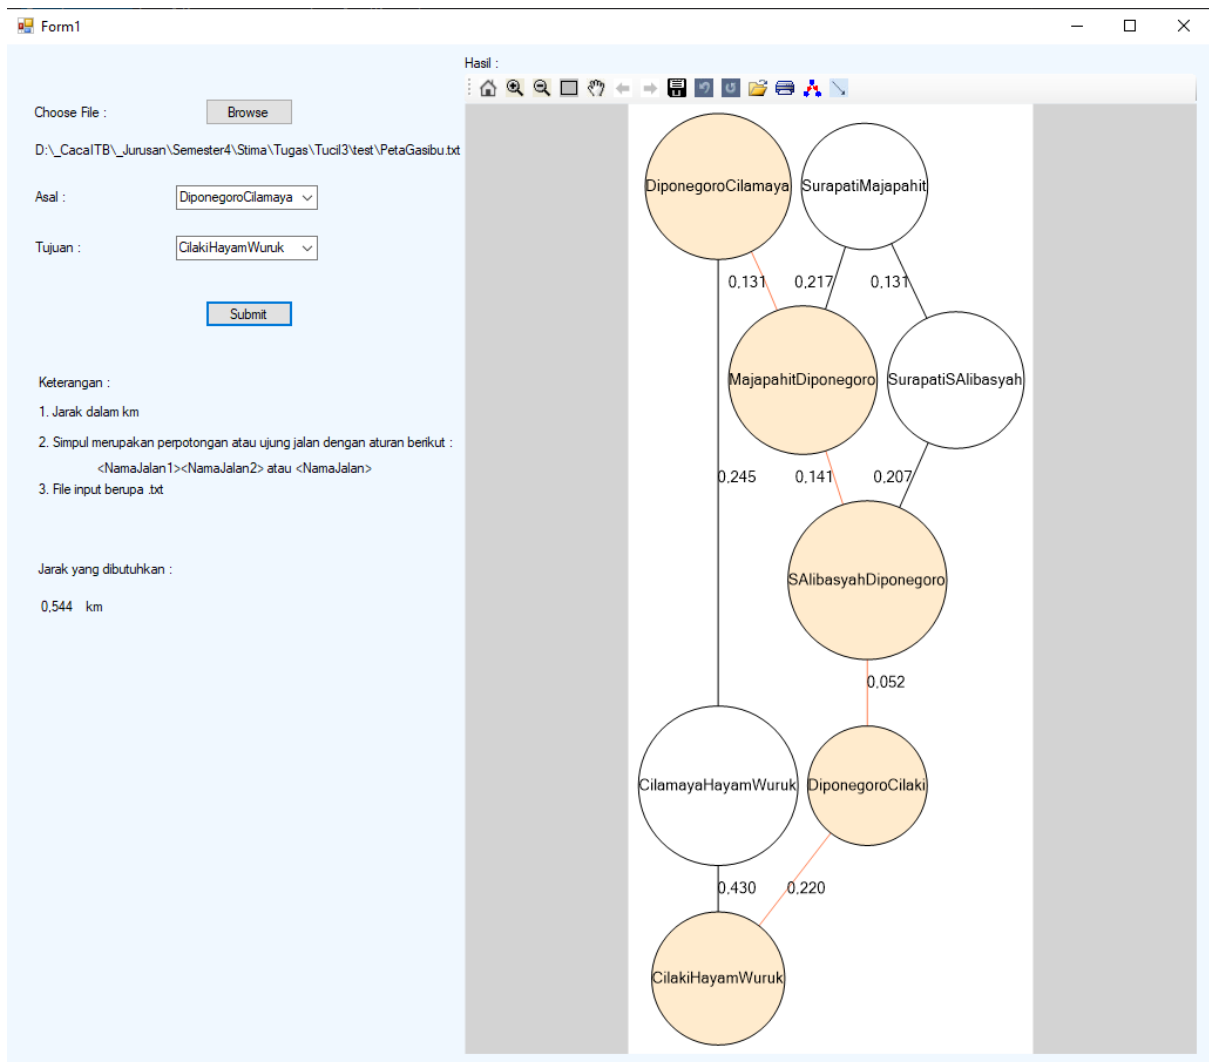 Form1
Hasil :
Choose File :
Browse
D:\_CacaITB\_Jurusan\Semester4\Stima\Tugas\Tucil3\test\PetaGasibu.txt
Asal :
DiponegoroCilamaya
Tujuan :
CilakiHayamWuruk
Submit
Keterangan :
1. Jarak dalam km
2. Simpul merupakan perpotongan atau ujung jalan dengan aturan berikut :
<NamaJalan1><NamaJalan2> atau <NamaJalan>
3. File input berupa .txt
Jarak yang dibutuhkan :
0,544 km
DiponegoroCilamaya
SurapatiMajapahit
0,131
0,217
0,131
MajapahitDiponegoro
SurapatiSAlibasyah
0,245
0,141
0,207
SAlibasyahDiponegoro
0,052
CilamayaHayamWuruk
DiponegoroCilaki
0,430
0,220
CilakiHayamWuruk